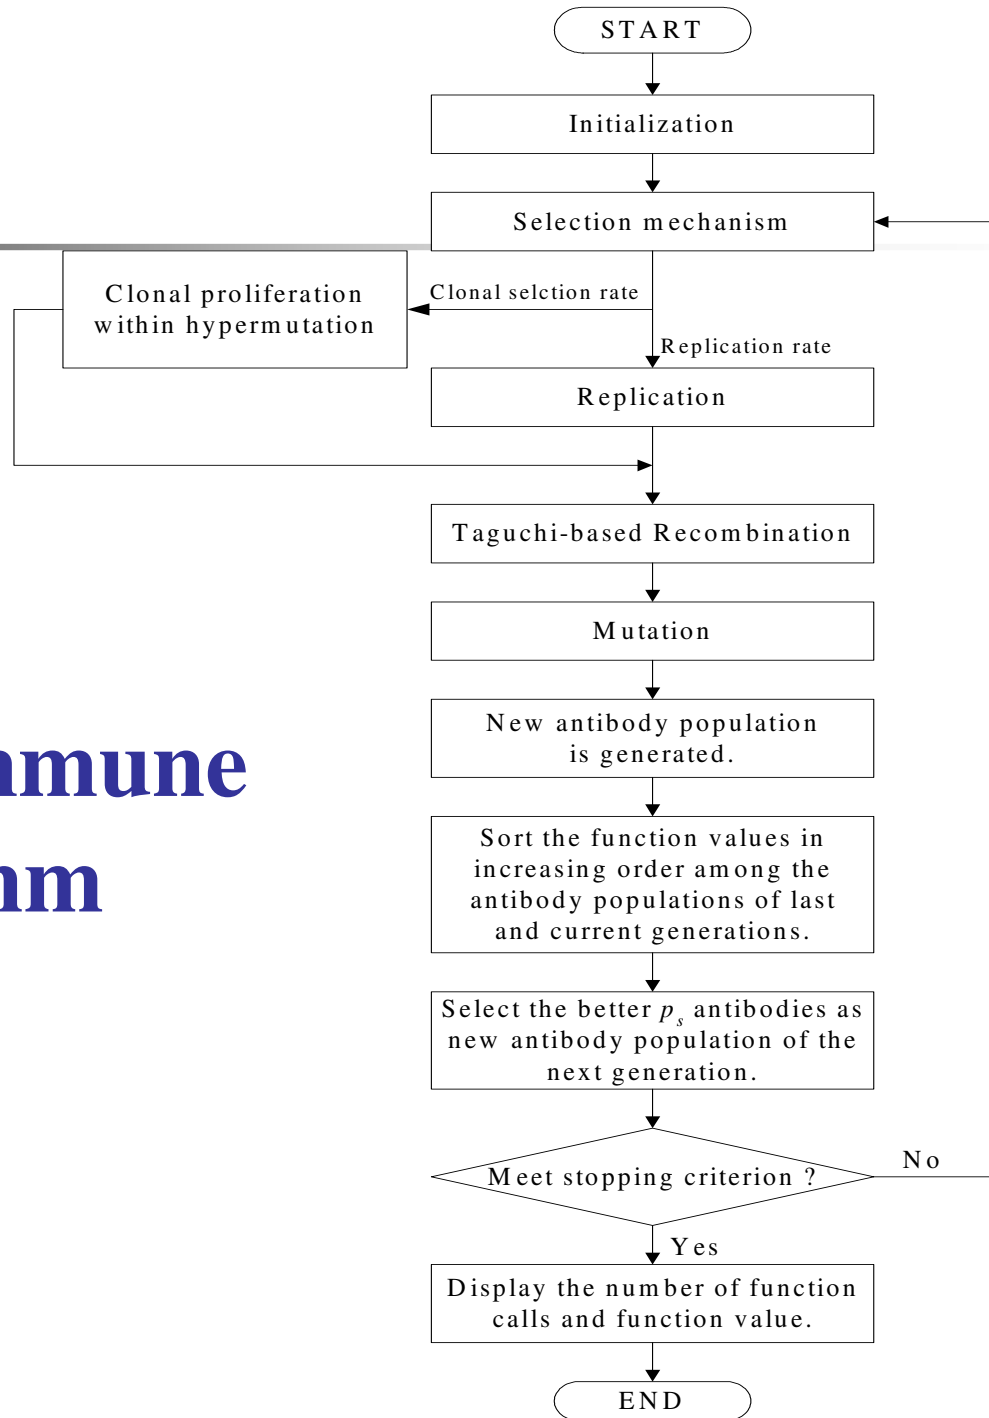 START
Initialization
Selection mechanism
Clonal proliferation
within hypermutation
Clonal selction rate
Replication rate
Replication
Taguchi-based Recombination
Mutation
New antibody population
is generated.
mmune
hm
Sort the function values in
increasing order among the
antibody populations of last
and current generations.
Select the better p_s antibodies as
new antibody population of the
next generation.
Meet stopping criterion ?
No
Yes
Display the number of function
calls and function value.
END